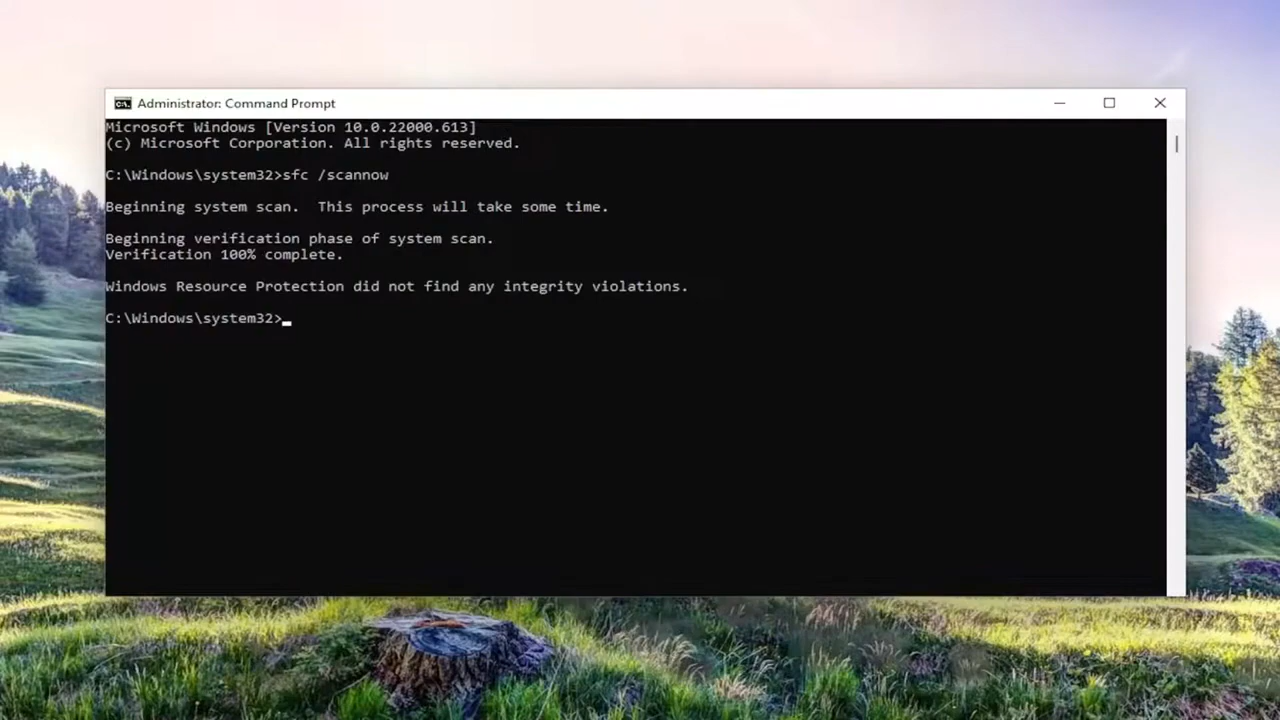 Administrator: Command Prompt
Microsoft Windows [Version 10.0.22000.613]
(c) Microsoft Corporation. All rights reserved.
C:\Windows\system32>sfc /scannow
Beginning system scan.  This process will take some time.
Beginning verification phase of system scan.
Verification 100% complete.
Windows Resource Protection did not find any integrity violations.
C:\Windows\system32>